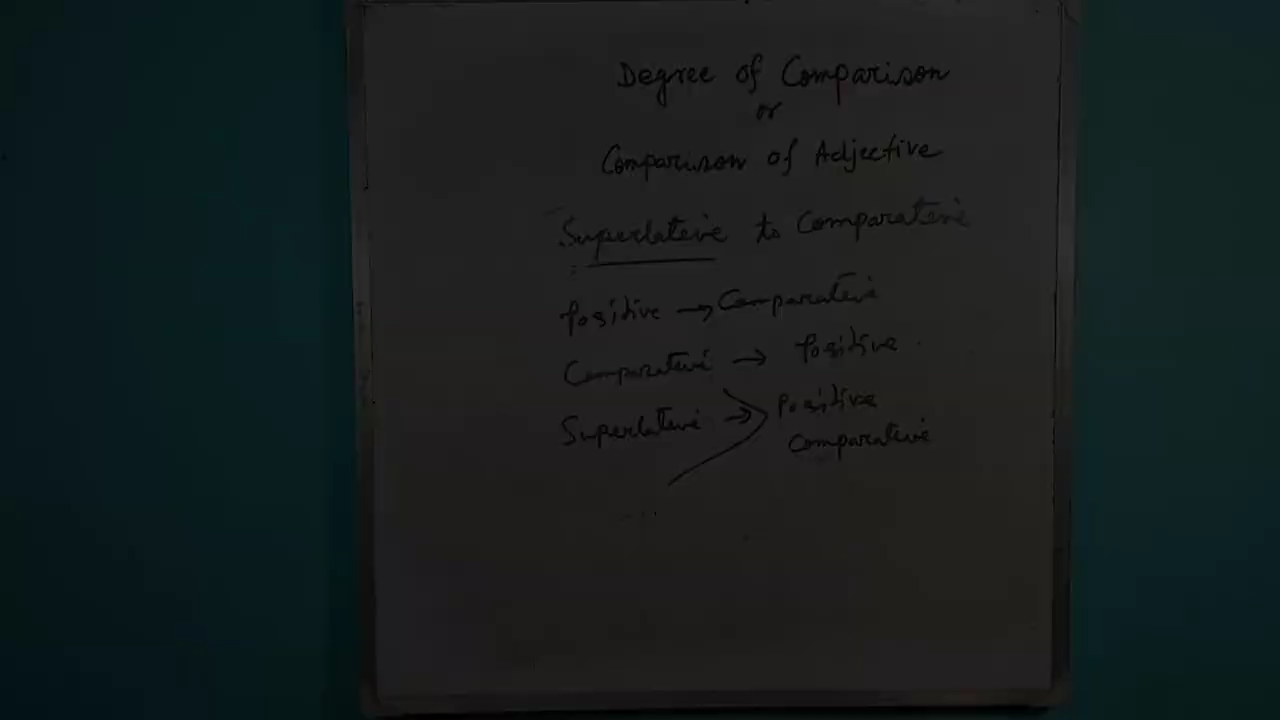 Degree of Comparison
or
Comparison of Adjective
Superlative to Comparative
Positive → Comparative
Comparative → Positive
Superlative → Positive
Comparative